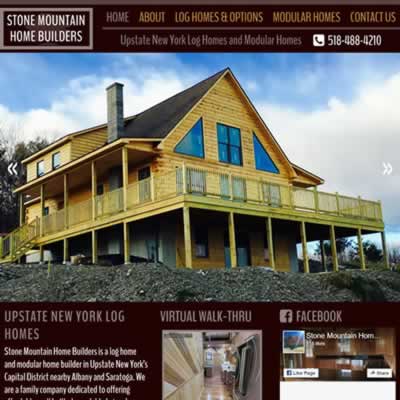 STONE MOUNTAIN
HOME BUILDERS
HOME ABOUT LOG HOMES & OPTIONS MODULAR HOMES CONTACT US
Upstate New York Log Homes and Modular Homes 518-488-4210
«
»
UPSTATE NEW YORK LOG
HOMES
Stone Mountain Home Builders is a log home
and modular home builder in Upstate New York's
Capital District nearby Albany and Saratoga. We
are a family company dedicated to offering
VIRTUAL WALK-THRU
FACEBOOK
Stone Mountain Hom...
Likes
Like Page
Share